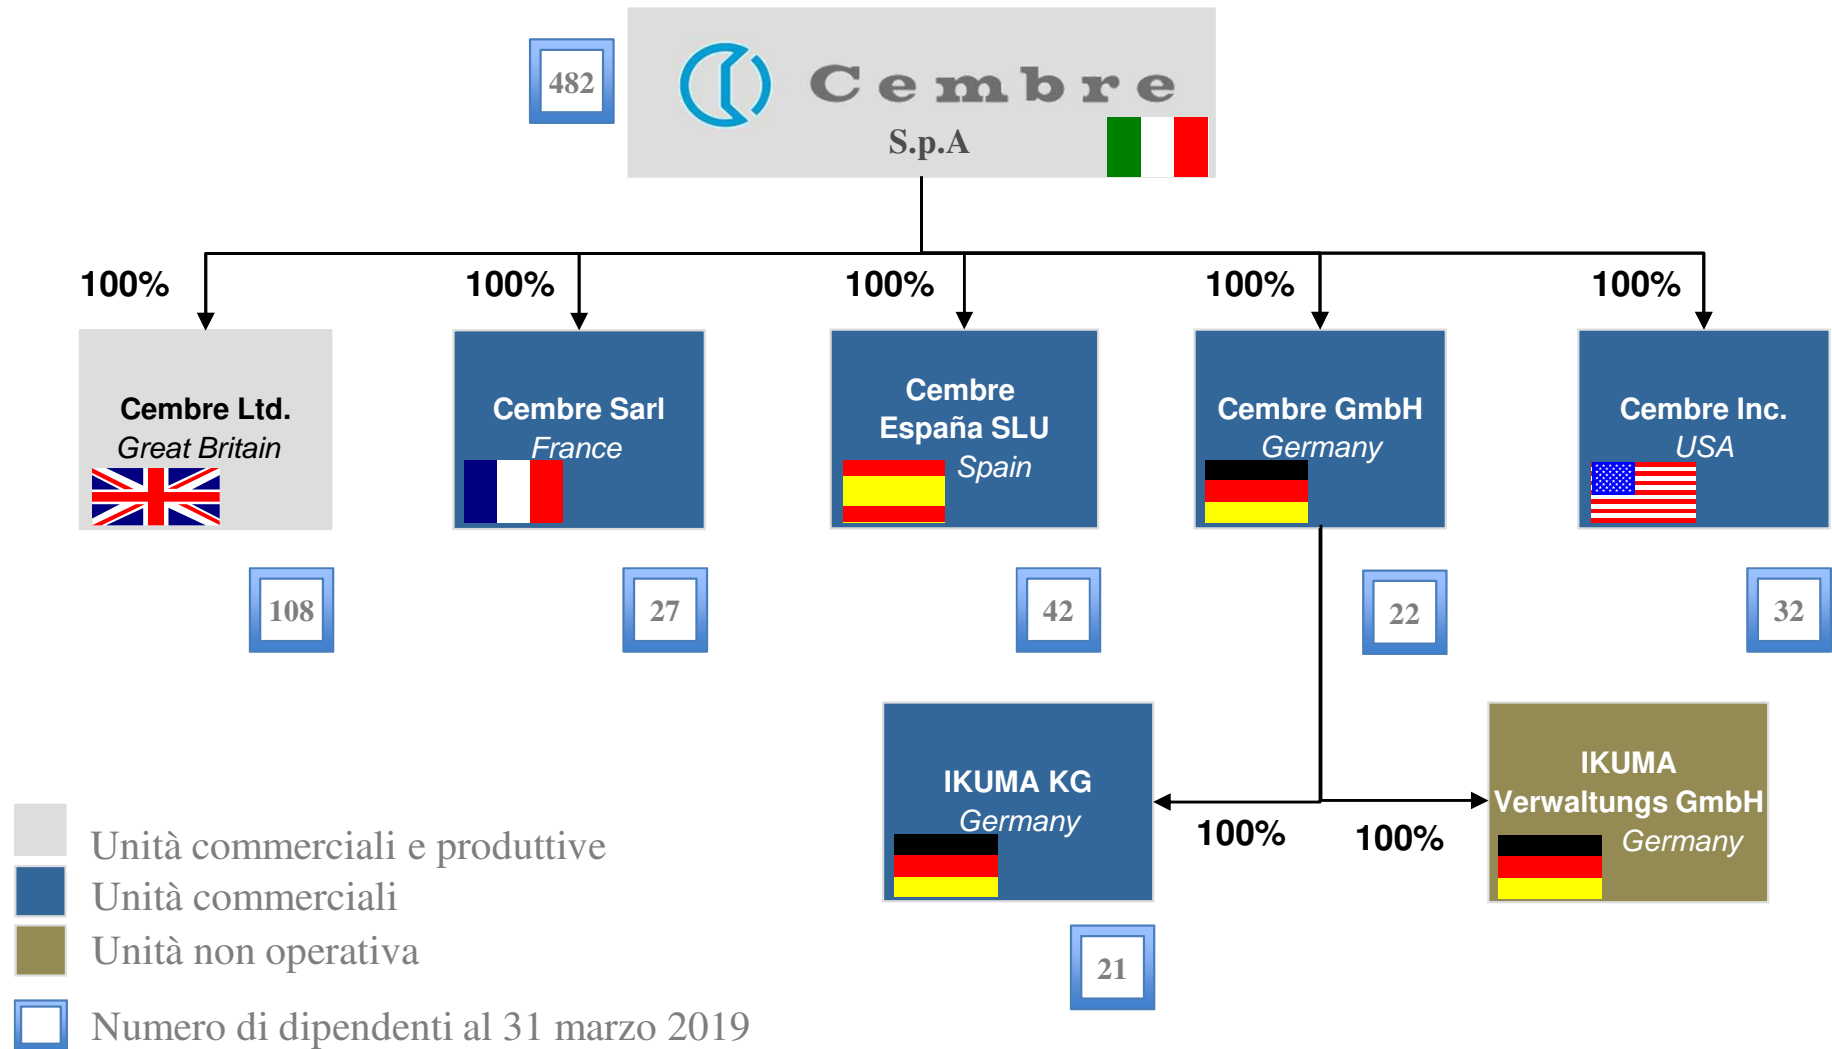 482
Cembre
S.p.A
100%
100%
100%
100%
100%
Cembre Ltd.
Great Britain
Cembre Sarl
France
Cembre
España SLU
Spain
Cembre GmbH
Germany
Cembre Inc.
USA
108
27
42
22
32
IKUMA KG
Germany
100%
100%
IKUMA
Verwaltungs GmbH
Germany
21
Unità commerciali e produttive
Unità commerciali
Unità non operativa
Numero di dipendenti al 31 marzo 2019